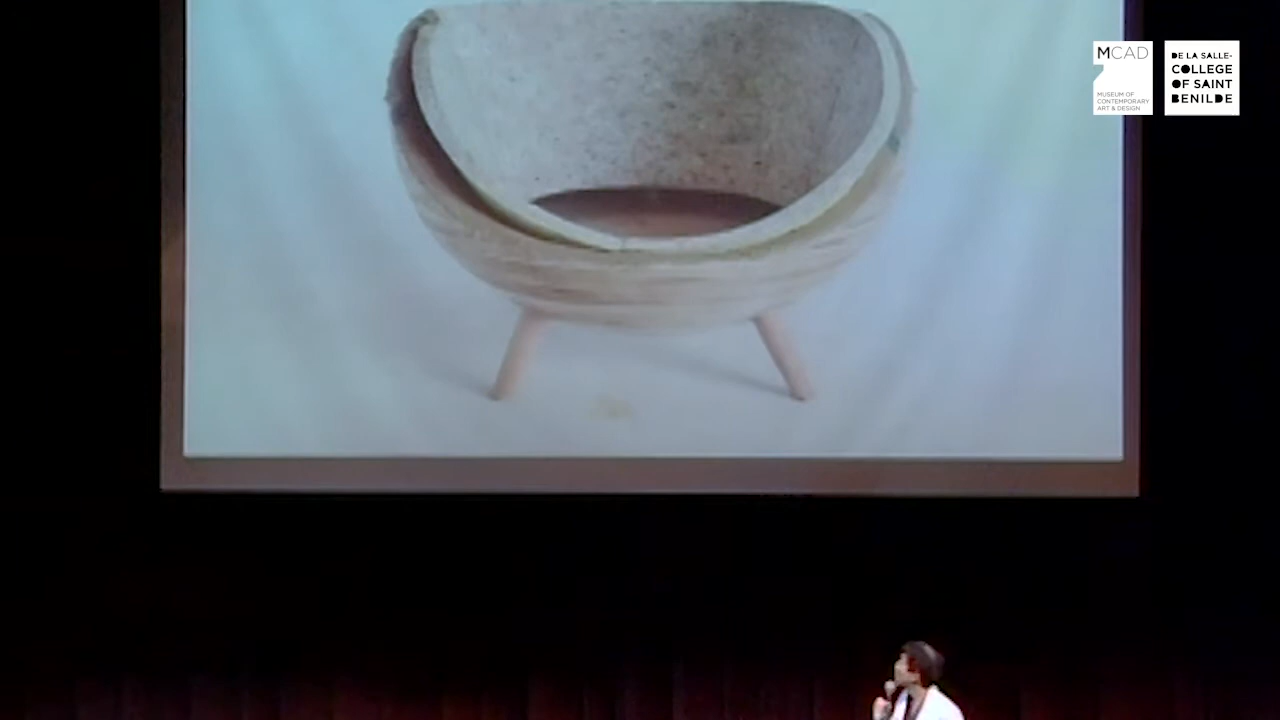 MCAD
MUSEUM OF
CONTEMPORARY
ART & DESIGN
DE LA SALLE-
COLLEGE
OF SAINT
BENILDE